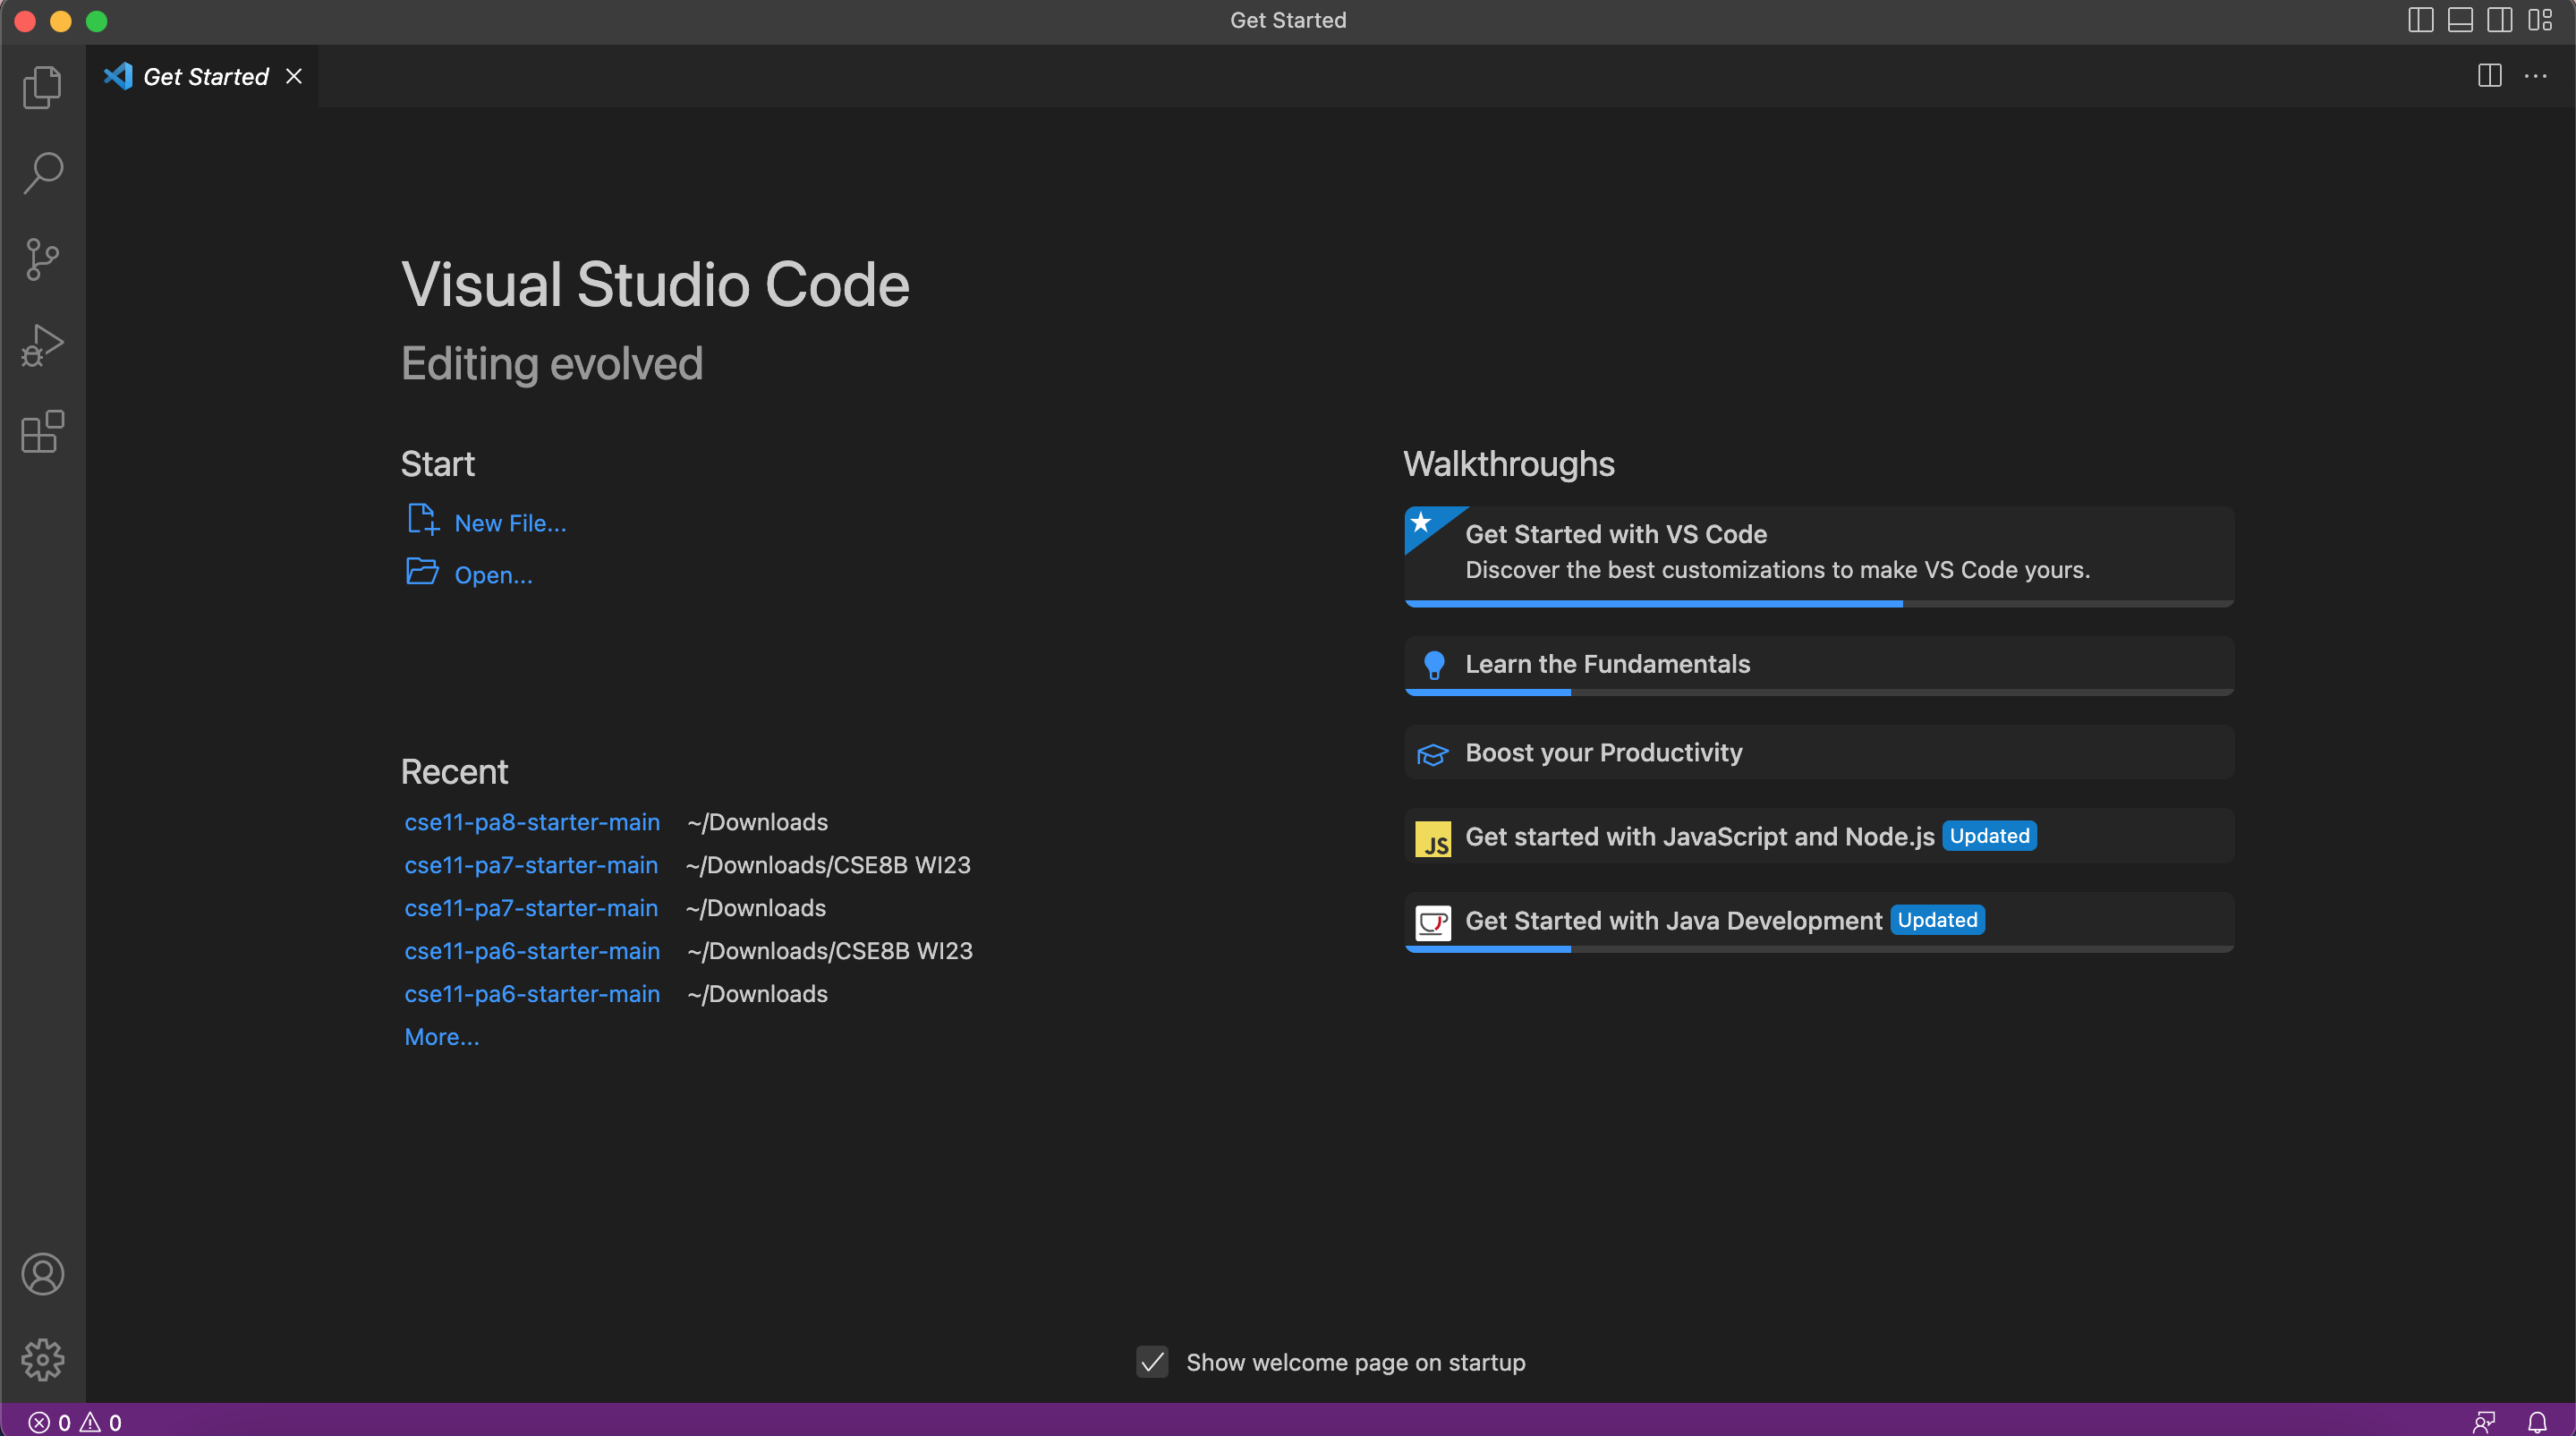 Get Started
Get Started
Visual Studio Code
Editing evolved
Start
New File...
Open...
Recent
cse11-pa8-starter-main ~/Downloads
cse11-pa7-starter-main ~/Downloads/CSE8B WI23
cse11-pa7-starter-main ~/Downloads
cse11-pa6-starter-main ~/Downloads/CSE8B WI23
cse11-pa6-starter-main ~/Downloads
More...
Walkthroughs
Get Started with VS Code
Discover the best customizations to make VS Code yours.
Learn the Fundamentals
Boost your Productivity
JS Get started with JavaScript and Node.js Updated
Get Started with Java Development Updated
Show welcome page on startup
0 0